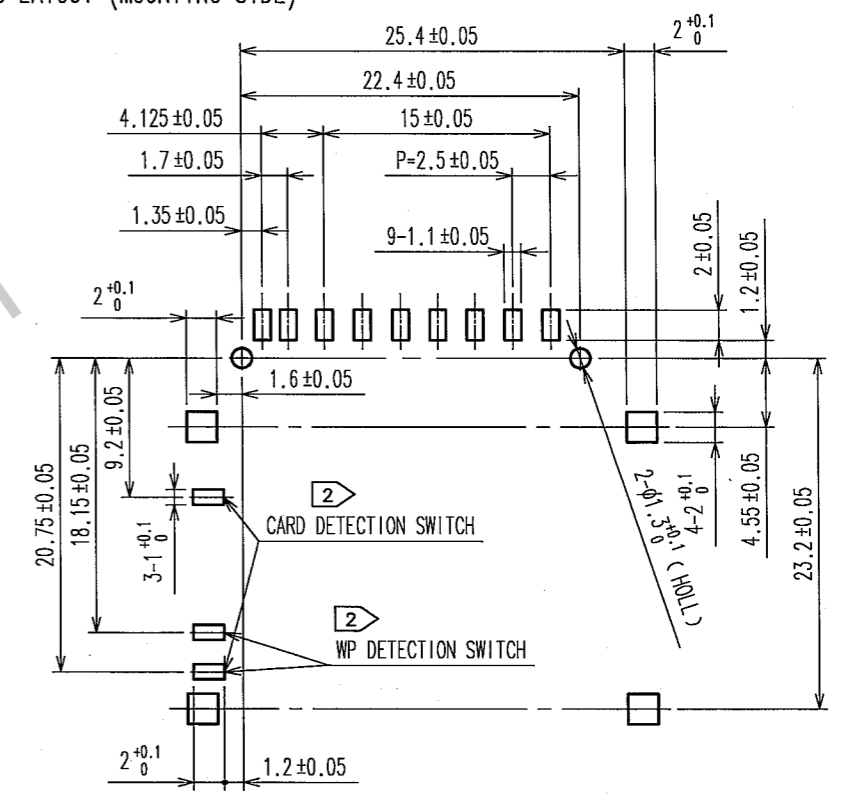 LAYOUT (MOUNTING SIDE)
25.4±0.05
2 +0.1 0
22.4±0.05
4.125±0.05
15±0.05
1.7±0.05
P=2.5±0.05
1.35±0.05
9-1.1±0.05
2±0.05
1.2±0.05
2 +0.1 0
1.6±0.05
9.2±0.05
18.15±0.05
20.75±0.05
3-1 +0.1 0
2
CARD DETECTION SWITCH
2
WP DETECTION SWITCH
2-φ1.3 +0.1 0 (HOLL)
4-2 +0.1 0
4.55±0.05
23.2±0.05
2 +0.1 0
1.2±0.05